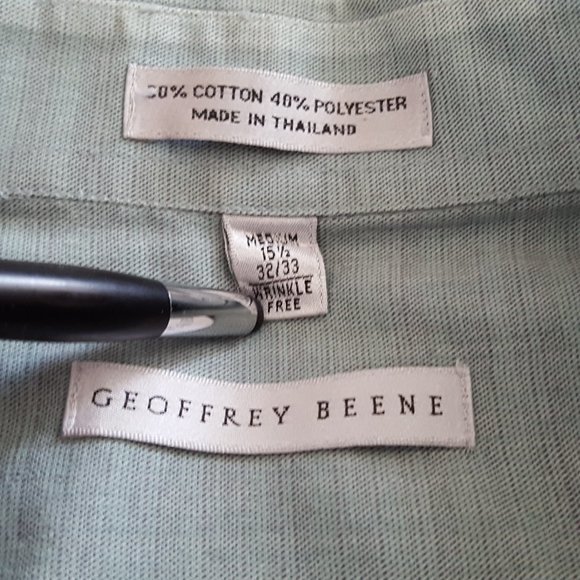 COTTON 40% POLYESTER
MADE IN THAILAND
MEDIUM
15½
32/33
WRINKLE
FREE
GEOFFREY BEENE